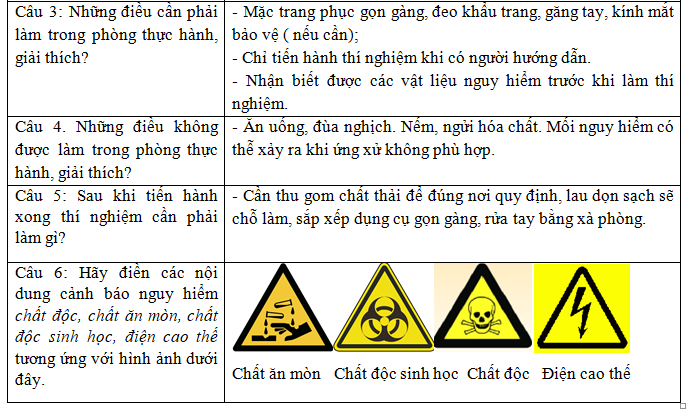 Câu 3: Những điều cần phải
làm trong phòng thực hành,
giải thích?
- Mặc trang phục gọn gàng, đeo khẩu trang, găng tay, kính mắt
bảo vệ ( nếu cần);
- Chỉ tiến hành thí nghiệm khi có người hướng dẫn.
- Nhận biết được các vật liệu nguy hiểm trước khi làm thí
nghiệm.
Câu 4. Những điều không
được làm trong phòng thực
hành, giải thích?
- Ăn uống, đùa nghịch. Nếm, ngửi hóa chất. Mối nguy hiểm có
thể xảy ra khi ứng xử không phù hợp.
Câu 5: Sau khi tiến hành
xong thí nghiệm cần phải
làm gì?
- Cần thu gom chất thải để đúng nơi quy định, lau dọn sạch sẽ
chỗ làm, sắp xếp dụng cụ gọn gàng, rửa tay bằng xà phòng.
Câu 6: Hãy điền các nội
dung cảnh báo nguy hiểm
chất độc, chất ăn mòn, chất
độc sinh học, điện cao thế
tương ứng với hình ảnh dưới
đây.
Chất ăn mòn Chất độc sinh học Chất độc Điện cao thế